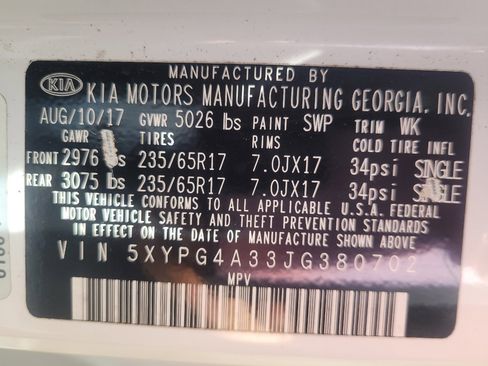 MANUFACTURED BY
KIA KIA MOTORS MANUFACTURING GEORGIA, INC.
AUG/10/17 GVWR 5026 lbs PAINT SWP TRIM WK
GAWR TIRES RIMS COLD TIRE INFL
FRONT 2976 lbs 235/65R17 7.0JX17 34psi SINGLE
REAR 3075 lbs 235/65R17 7.0JX17 34psi SINGLE
THIS VEHICLE CONFORMS TO ALL APPLICABLE U.S.A. FEDERAL
MOTOR VEHICLE SAFETY AND THEFT PREVENTION STANDARDS
IN EFFECT ON THE DATE OF MANUFACTURE SHOWN ABOVE.
VIN 5XYPG4A33JG380702
MPV